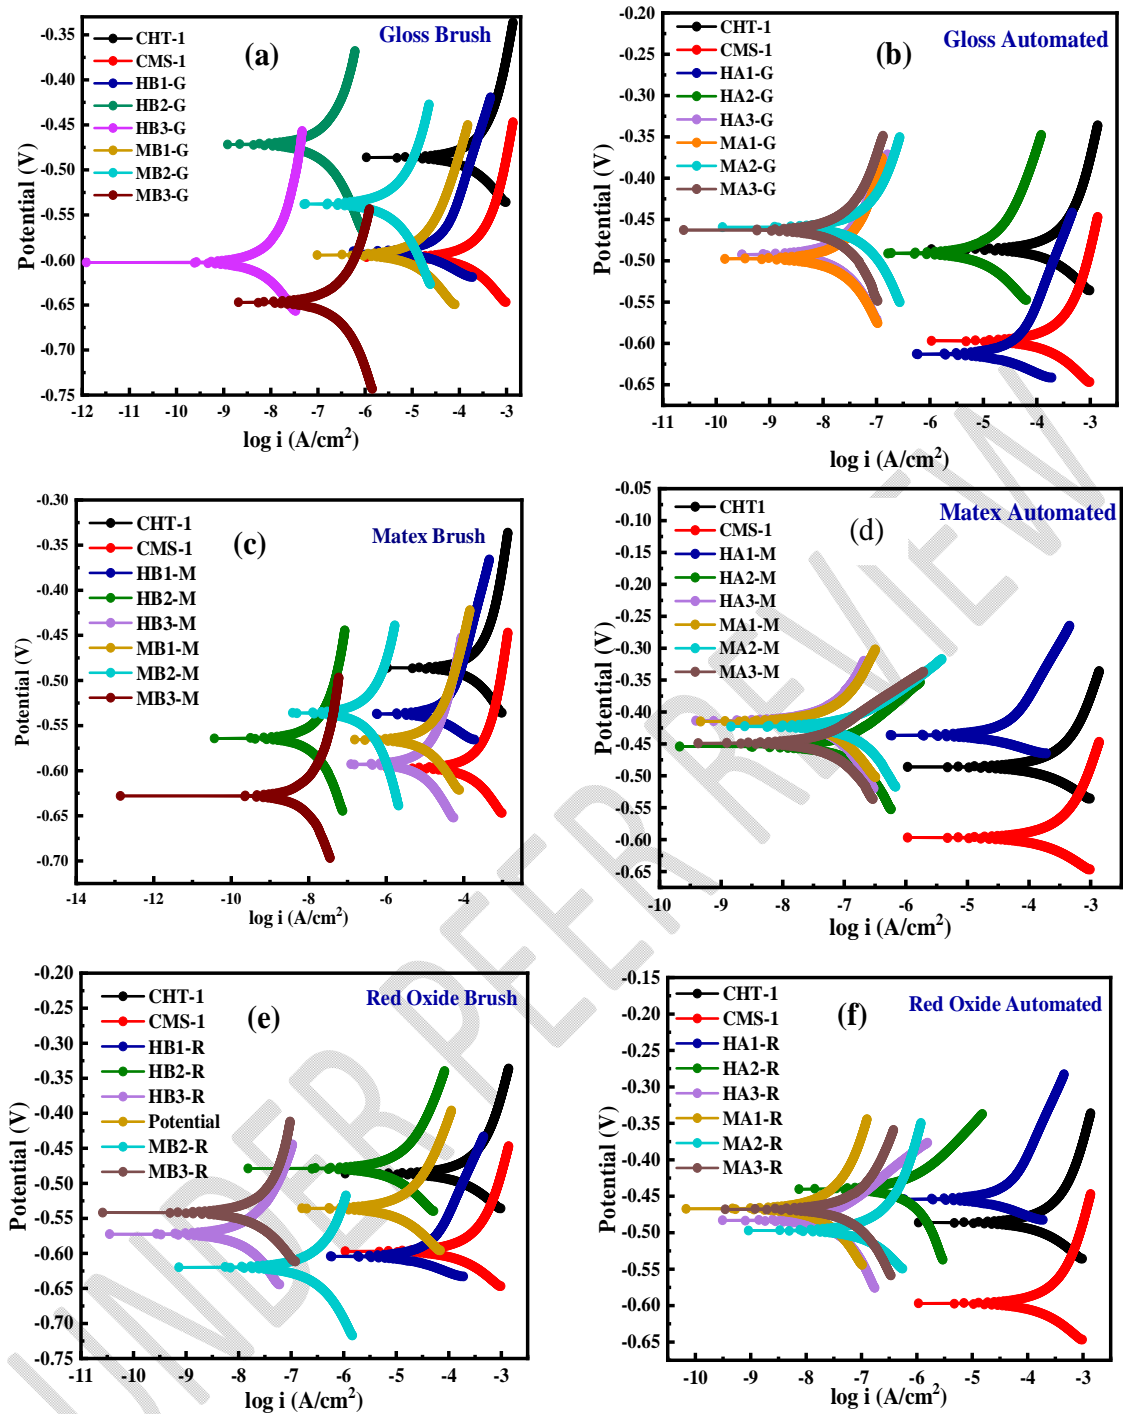 (a)
Gloss Brush
CHT-1
CMS-1
HB1-G
HB2-G
HB3-G
MB1-G
MB2-G
MB3-G
Potential (V)
-0.35
-0.40
-0.45
-0.50
-0.55
-0.60
-0.65
-0.70
-0.75
-12 -11 -10 -9 -8 -7 -6 -5 -4 -3
log i (A/cm²)
(b)
Gloss Automated
CHT-1
CMS-1
HA1-G
HA2-G
HA3-G
MA1-G
MA2-G
MA3-G
Potential (V)
-0.20
-0.25
-0.30
-0.35
-0.40
-0.45
-0.50
-0.55
-0.60
-0.65
-11 -10 -9 -8 -7 -6 -5 -4 -3
log i (A/cm²)
(c)
Matex Brush
CHT-1
CMS-1
HB1-M
HB2-M
HB3-M
MB1-M
MB2-M
MB3-M
Potential (V)
-0.30
-0.35
-0.40
-0.45
-0.50
-0.55
-0.60
-0.65
-0.70
-14 -12 -10 -8 -6 -4
log i (A/cm²)
(d)
Matex Automated
CHT1
CMS-1
HA1-M
HA2-M
HA3-M
MA1-M
MA2-M
MA3-M
Potential (V)
-0.05
-0.10
-0.15
-0.20
-0.25
-0.30
-0.35
-0.40
-0.45
-0.50
-0.55
-0.60
-0.65
-10 -9 -8 -7 -6 -5 -4 -3
log i (A/cm²)
(e)
Red Oxide Brush
CHT-1
CMS-1
HB1-R
HB2-R
HB3-R
Potential
MB2-R
MB3-R
Potential (V)
-0.20
-0.25
-0.30
-0.35
-0.40
-0.45
-0.50
-0.55
-0.60
-0.65
-0.70
-0.75
-11 -10 -9 -8 -7 -6 -5 -4 -3
log i (A/cm²)
(f)
Red Oxide Automated
CHT-1
CMS-1
HA1-R
HA2-R
HA3-R
MA1-R
MA2-R
MA3-R
Potential (V)
-0.15
-0.20
-0.25
-0.30
-0.35
-0.40
-0.45
-0.50
-0.55
-0.60
-0.65
-10 -9 -8 -7 -6 -5 -4 -3
log i (A/cm²)
UNDER PEER REVIEW